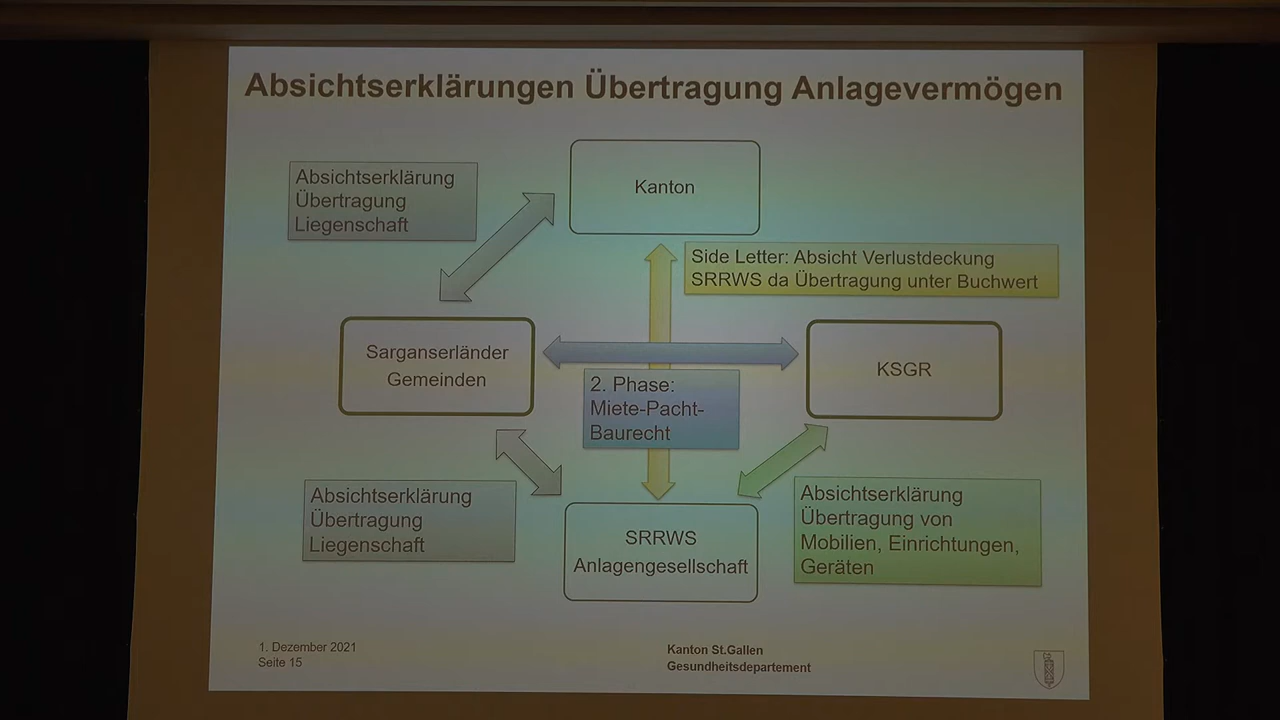 Absichtserklärungen Übertragung Anlagevermögen
Absichtserklärung
Übertragung
Liegenschaft
Kanton
Side Letter: Absicht Verlustdeckung
SRRWS da Übertragung unter Buchwert
Sarganserländer
Gemeinden
KSGR
2. Phase:
Miete-Pacht-
Baurecht
Absichtserklärung
Übertragung
Liegenschaft
SRRWS
Anlagengesellschaft
Absichtserklärung
Übertragung von
Mobilien, Einrichtungen,
Geräten
1. Dezember 2021
Seite 15
Kanton St.Gallen
Gesundheitsdepartement